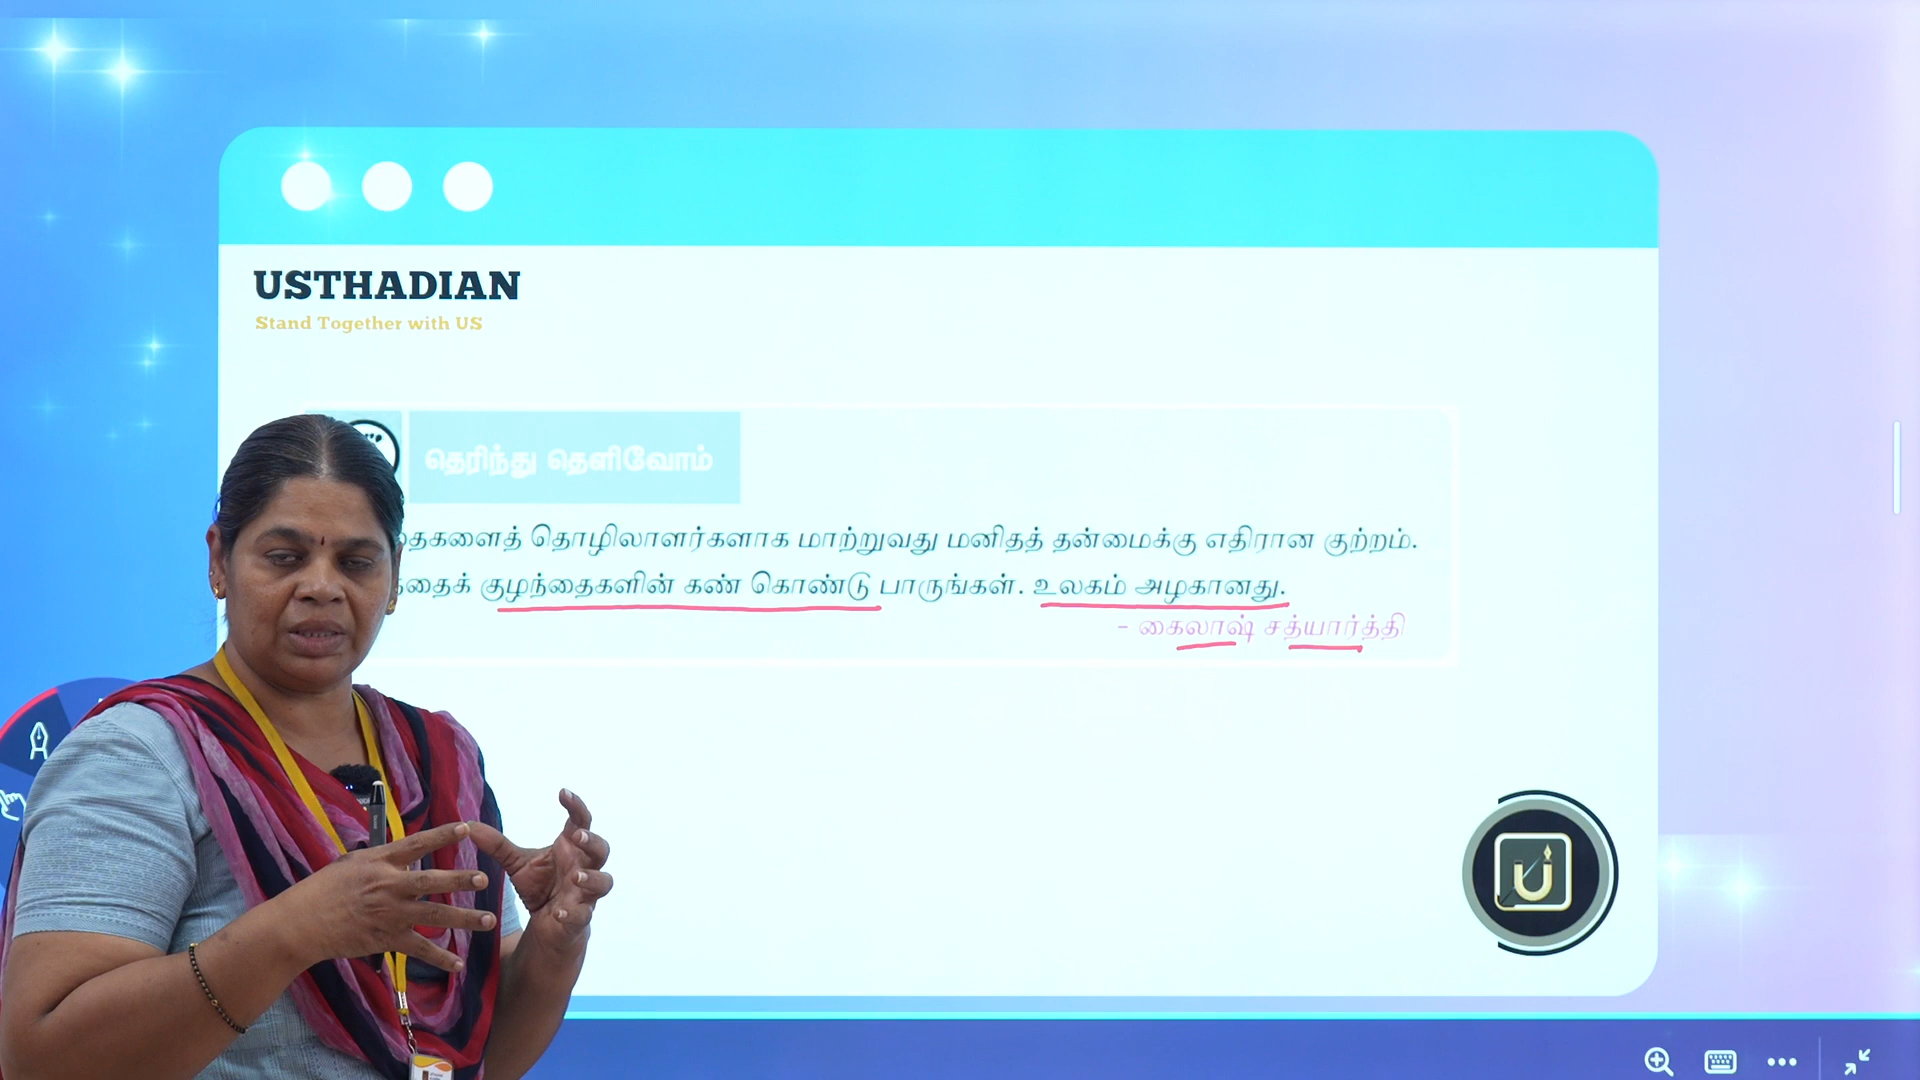 USTHADIAN
Stand Together with US
தெரிந்து தெளிவோம்
தொழிலாளர்களாக மாற்றுவது மனிதத் தன்மைக்கு எதிரான குற்றம்.
குழந்தைகளின் கண் கொண்டு பாருங்கள். உலகம் அழகானது.
- கைலாஷ் சத்யார்த்தி